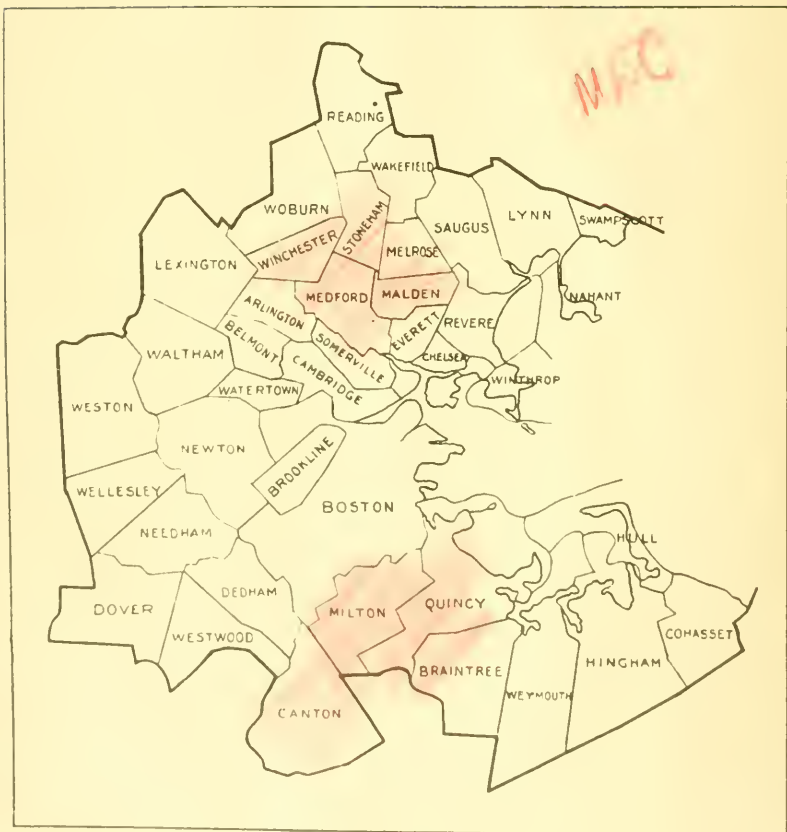 MDC
READING
WAKEFIELD
WOBURN
STONEHAM
SAUGUS
LYNN
SWAMPSCOTT
WINCHESTER
MELROSE
LEXINGTON
MEDFORD
MALDEN
NAHANT
ARLINGTON
EVERETT
REVERE
BELMONT
SOMERVILLE
CHELSEA
WALTHAM
CAMBRIDGE
WINTHROP
WATERTOWN
WESTON
NEWTON
BROOKLINE
WELLESLEY
BOSTON
NEEDHAM
HULL
DEDHAM
DOVER
MILTON
QUINCY
WESTWOOD
COHASSET
BRAINTREE
HINGHAM
WEYMOUTH
CANTON